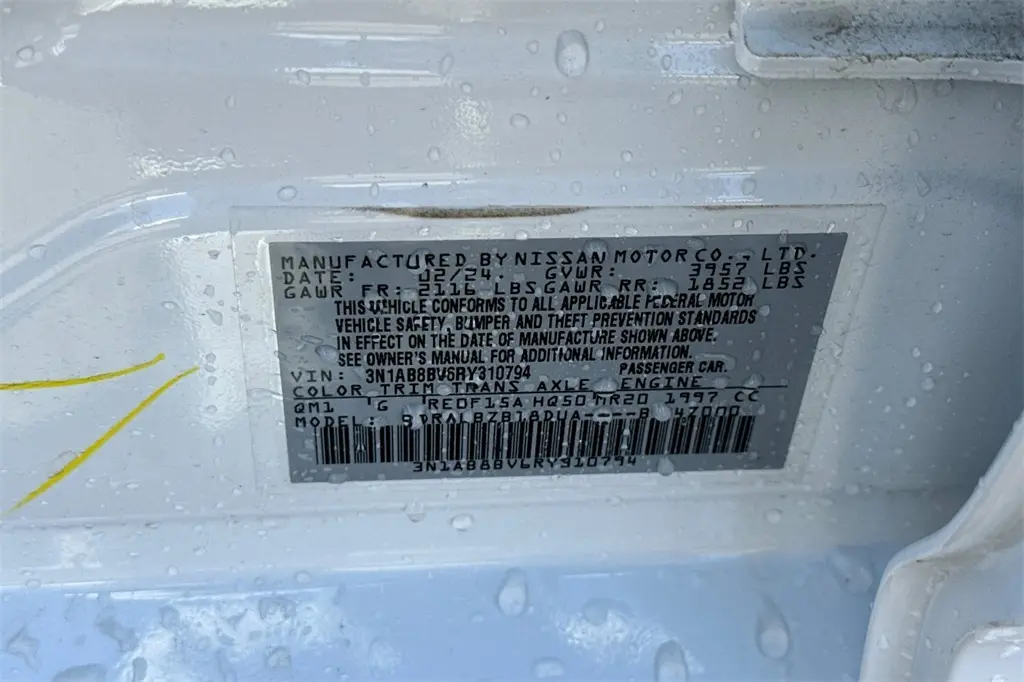 MANUFACTURED BY NISSAN MOTOR CO., LTD.
DATE: 02/24. GVWR: 3957 LBS
GAWR FR: 2116 LBS GAWR RR: 1852 LBS
THIS VEHICLE CONFORMS TO ALL APPLICABLE FEDERAL MOTOR
VEHICLE SAFETY, BUMPER AND THEFT PREVENTION STANDARDS
IN EFFECT ON THE DATE OF MANUFACTURE SHOWN ABOVE.
SEE OWNER'S MANUAL FOR ADDITIONAL INFORMATION.
VIN: 3N1AB8BV6RY310794 PASSENGER CAR.
COLOR TRIM TRANS AXLE ENGINE
QM1 G RE0F15A HQ50 MR20 1997 CC
MODEL:
3N1AB8BV6RY310794